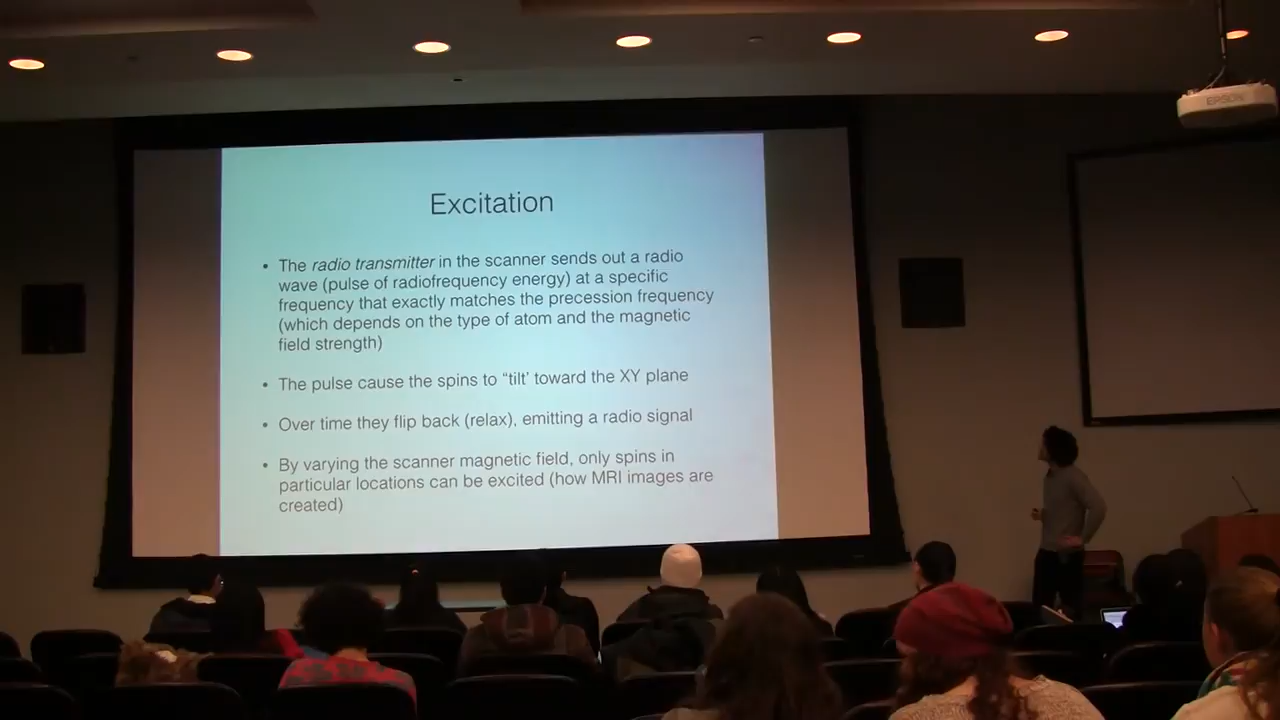 Excitation
• The radio transmitter in the scanner sends out a radio
wave (pulse of radiofrequency energy) at a specific
frequency that exactly matches the precession frequency
(which depends on the type of atom and the magnetic
field strength)
• The pulse cause the spins to “tilt’ toward the XY plane
• Over time they flip back (relax), emitting a radio signal
• By varying the scanner magnetic field, only spins in
particular locations can be excited (how MRI images are
created)
EPSON